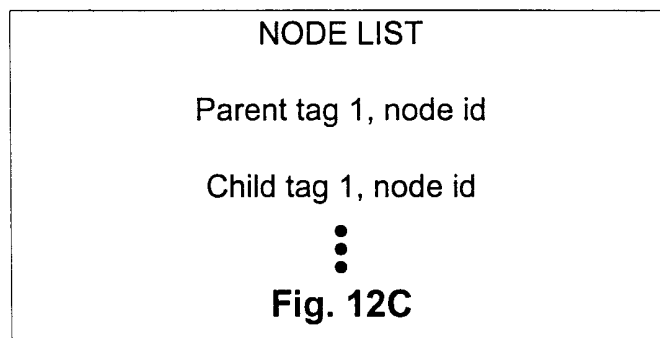 NODE LIST
Parent tag 1, node id
Child tag 1, node id
Fig. 12C